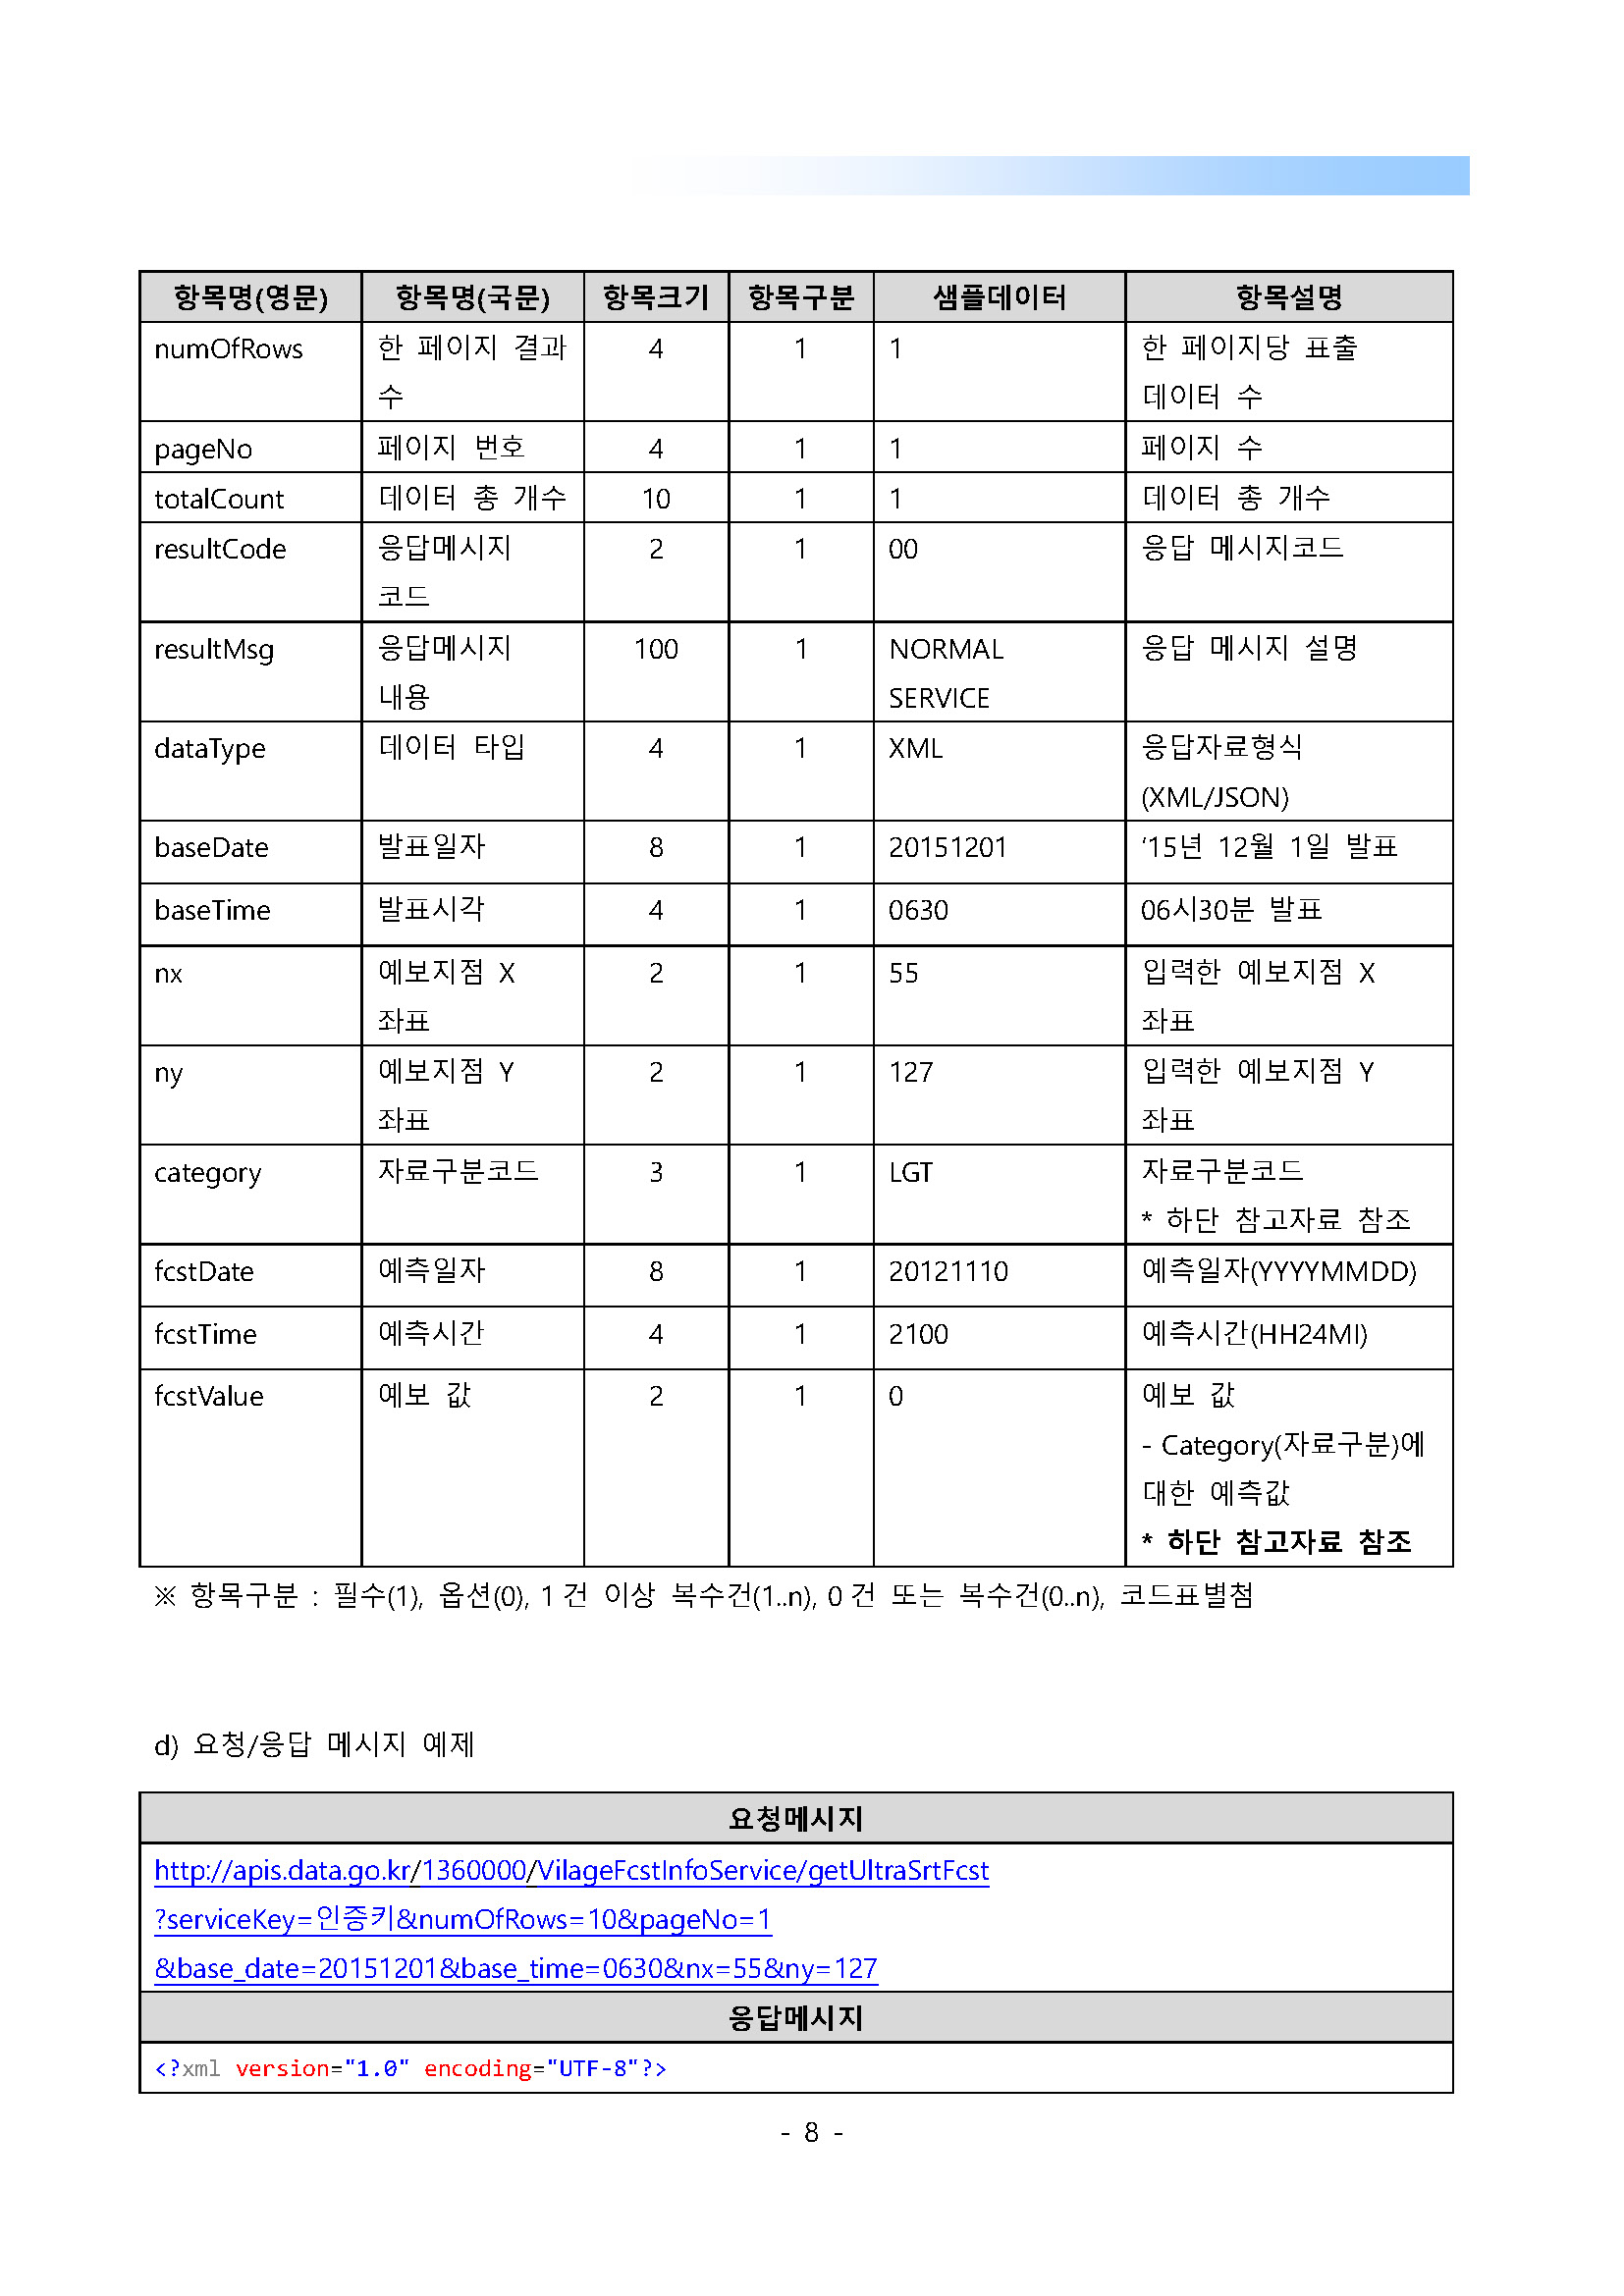 항목명(영문) 항목명(국문) 항목크기 항목구분 샘플데이터 항목설명
numOfRows 한 페이지 결과 4 1 1 한 페이지당 표출
수 데이터 수
pageNo 페이지 번호 4 1 1 페이지 수
totalCount 데이터 총 개수 10 1 1 데이터 총 개수
resultCode 응답메시지 2 1 00 응답 메시지코드
코드
resultMsg 응답메시지 100 1 NORMAL 응답 메시지 설명
내용 SERVICE
dataType 데이터 타입 4 1 XML 응답자료형식
(XML/JSON)
baseDate 발표일자 8 1 20151201 ‘15년 12월 1일 발표
baseTime 발표시각 4 1 0630 06시30분 발표
nx 예보지점 X 2 1 55 입력한 예보지점 X
좌표 좌표
ny 예보지점 Y 2 1 127 입력한 예보지점 Y
좌표 좌표
category 자료구분코드 3 1 LGT 자료구분코드
* 하단 참고자료 참조
fcstDate 예측일자 8 1 20121110 예측일자(YYYYMMDD)
fcstTime 예측시간 4 1 2100 예측시간(HH24MI)
fcstValue 예보 값 2 1 0 예보 값
- Category(자료구분)에
대한 예측값
* 하단 참고자료 참조
※ 항목구분 : 필수(1), 옵션(0), 1건 이상 복수건(1..n), 0건 또는 복수건(0..n), 코드표별첨
d) 요청/응답 메시지 예제
요청메시지
http://apis.data.go.kr/1360000/VilageFcstInfoService/getUltraSrtFcst
?serviceKey=인증키&numOfRows=10&pageNo=1
&base_date=20151201&base_time=0630&nx=55&ny=127
응답메시지
<?xml version="1.0" encoding="UTF-8"?>
- 8 -